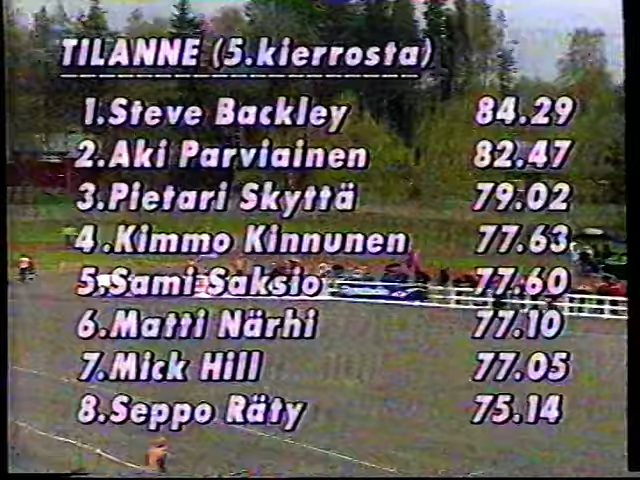 TILANNE (5.kierrosta)
1.Steve Backley 84.29
2.Aki Parviainen 82.47
3.Pietari Skyttä 79.02
4.Kimmo Kinnunen 77.63
5.Sami Saksio 77.60
6.Matti Närhi 77.10
7.Mick Hill 77.05
8.Seppo Räty 75.14